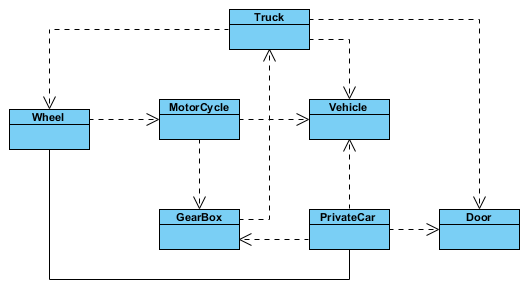 Truck
Wheel
MotorCycle
Vehicle
GearBox
PrivateCar
Door